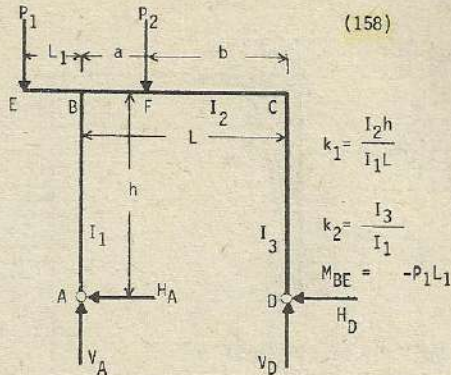 P1 P2 (158)
L1 a b
E B F I2 C
L
k1= I2h / I1L
h
k2= I3 / I1
I1 I3
MBE = -P1L1
A HA D HD
VA VD